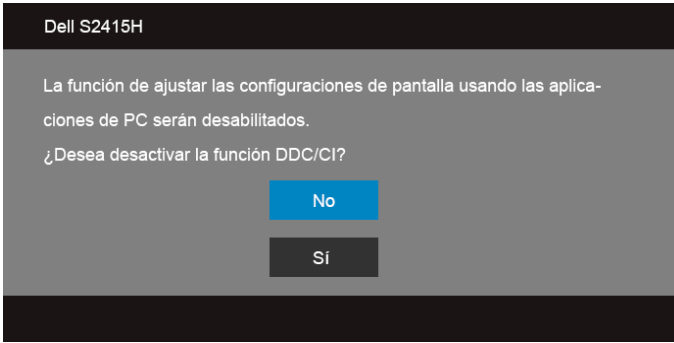 Dell S2415H
La función de ajustar las configuraciones de pantalla usando las aplica-
ciones de PC serán desabilitados.
¿Desea desactivar la función DDC/CI?
No
Sí